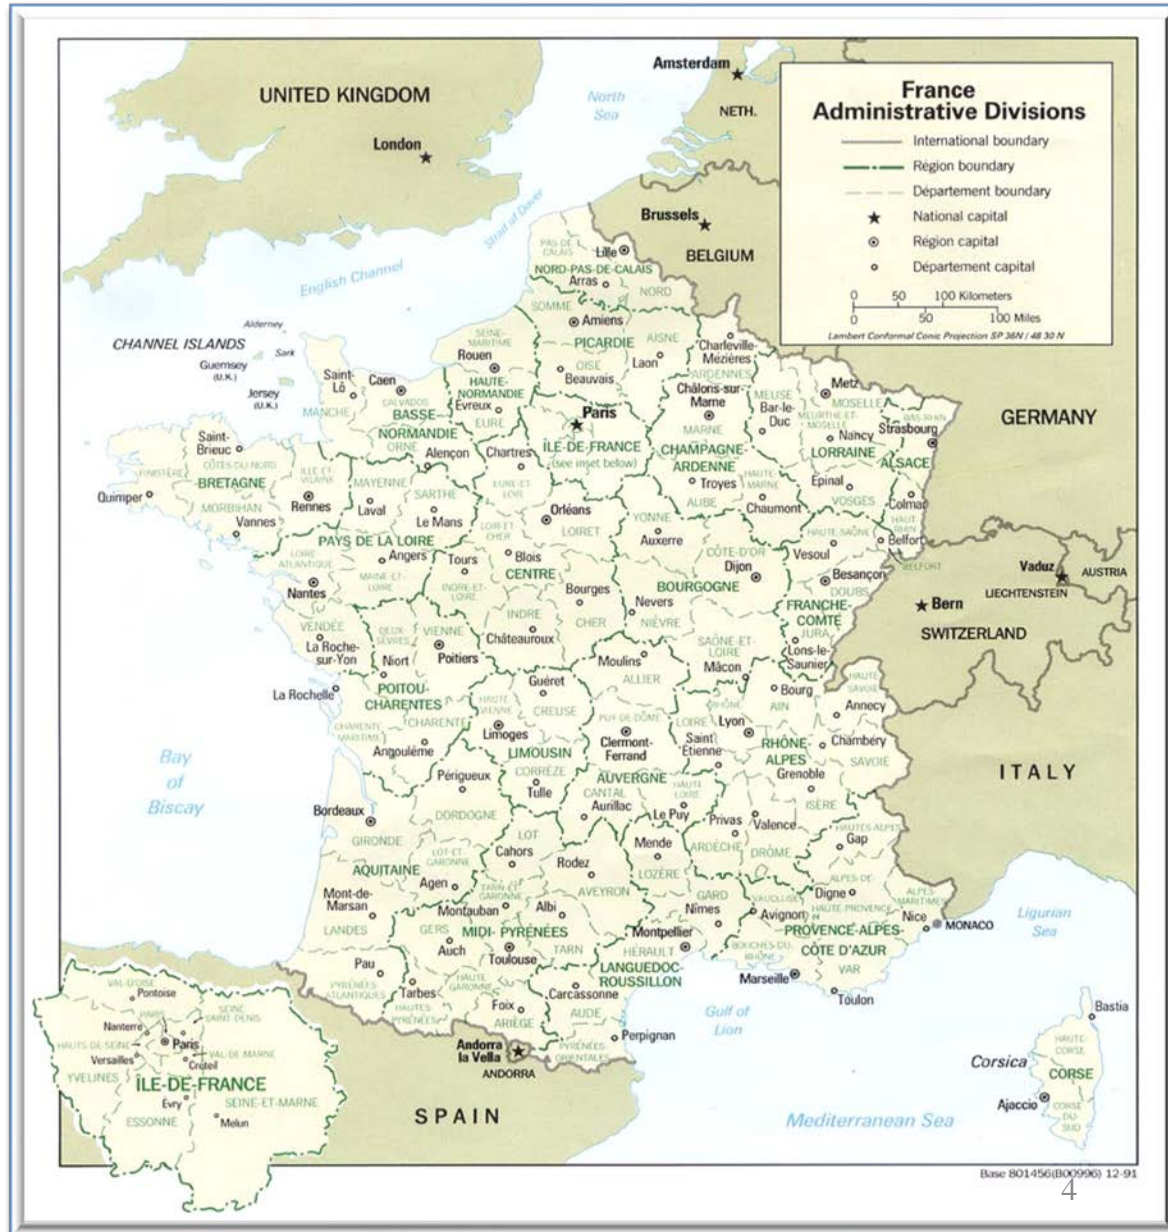 France
Administrative Divisions
International boundary
Région boundary
Département boundary
National capital
Région capital
Département capital
0 50 100 Kilometers
0 50 100 Miles
Lambert Conformal Conic Projection SP 36N / 48 30 N
Amsterdam
NETH.
UNITED KINGDOM
North
Sea
London
Strait of Dover
Brussels
BELGIUM
English Channel
PAS-DE-
CALAIS
Lille
NORD-PAS-DE-CALAIS
Arras
NORD
SOMME
Amiens
PICARDIE
AISNE
OISE
Laon
Beauvais
Charleville-
Mézières
ARDENNES
CHANNEL ISLANDS
Alderney
Guernsey
(U.K.)
Sark
Jersey
(U.K.)
SEINE-
MARITIME
Rouen
HAUTE-
NORMANDIE
Evreux
EURE
Saint-
Lô
Caen
CALVADOS
MANCHE
BASSE-
NORMANDIE
ORNE
Alençon
Paris
ÎLE-DE-FRANCE
(see inset below)
Châlons-sur-
Marne
MARNE
CHAMPAGNE-
ARDENNE
Troyes
AUBE
HAUTE-
MARNE
Chaumont
MEUSE
Bar-le-
Duc
Metz
MOSELLE
MEURTHE-ET-
MOSELLE
Nancy
LORRAINE
Epinal
VOSGES
BAS-RHIN
Strasbourg
ALSACE
Colmar
HAUT-
RHIN
GERMANY
Saint-
Brieuc
CÔTES DU NORD
FINISTÈRE
BRETAGNE
ILLE-ET-
VILAINE
Quimper
MORBIHAN
Vannes
Rennes
MAYENNE
Laval
SARTHE
Le Mans
PAYS DE LA LOIRE
LOIRE
ATLANTIQUE
Angers
MAINE-ET-
LOIRE
Nantes
VENDÉE
La Roche-
sur-Yon
Chartres
EURE-ET
LOIR
Orléans
LOIR-ET
CHER
LOIRET
Blois
Tours
CENTRE
INDRE-ET-
LOIRE
Bourges
INDRE
CHER
Châteauroux
YONNE
Auxerre
CÔTE-D'OR
Dijon
BOURGOGNE
Nevers
NIÈVRE
SAÔNE-ET-
LOIRE
Mâcon
HAUTE-SAÔNE
Vesoul
Belfort
BELFORT
Besançon
DOUBS
FRANCHE-
COMTÉ
JURA
Lons-le-
Saunier
Vaduz
AUSTRIA
LIECHTENSTEIN
Bern
SWITZERLAND
DEUX
SÈVRES
VIENNE
Niort
Poitiers
La Rochelle
POITOU-
CHARENTES
CHARENTE
MARITIME
CHARENTE
Angoulême
Guéret
HAUTE
VIENNE
CREUSE
Limoges
LIMOUSIN
CORRÈZE
Tulle
Moulins
ALLIER
PUY-DE-DÔME
Clermont-
Ferrand
AUVERGNE
CANTAL
Aurillac
HAUTE
LOIRE
Le Puy
Bourg
AIN
RHÔNE
LOIRE
Lyon
Saint
Étienne
RHÔNE-
ALPES
HAUTE
SAVOIE
Annecy
Chambéry
SAVOIE
Grenoble
ISÈRE
Privas
Valence
ARDÈCHE
DRÔME
ITALY
Bay
of
Biscay
Périgueux
DORDOGNE
Bordeaux
GIRONDE
LOT-ET
GARONNE
AQUITAINE
Agen
Mont-de-
Marsan
LANDES
Pau
PYRÉNÉES
ATLANTIQUES
LOT
Cahors
Rodez
AVEYRON
TARN-ET
GARONNE
Montauban
Albi
GERS
MIDI-PYRÉNÉES
Auch
Toulouse
TARN
Tarbes
HAUTE
GARONNE
HAUTES
PYRÉNÉES
Foix
ARIÈGE
Mende
LOZÈRE
GARD
Nîmes
Montpellier
HÉRAULT
LANGUEDOC-
ROUSSILLON
Carcassonne
AUDE
Perpignan
PYRÉNÉES
ORIENTALES
HAUTES ALPES
Gap
ALPES-DE-
HAUTE PROVENCE
Digne
ALPES-
MARITIMES
VAUCLUSE
Avignon
Nice
MONACO
PROVENCE-ALPES-
CÔTE D'AZUR
BOUCHES-DU-
RHÔNE
VAR
Marseille
Toulon
Ligurian
Sea
Gulf of
Lion
Andorra
la Vella
ANDORRA
SPAIN
Mediterranean Sea
Bastia
HAUTE-
CORSE
Corsica
CORSE
Ajaccio
CORSE
DU-
SUD
VAL-D'OISE
Pontoise
PARIS
SEINE
SAINT-DENIS
Nanterre
HAUTS-DE-SEINE
Paris
VAL-DE-MARNE
Versailles
Créteil
YVELINES
ÎLE-DE-FRANCE
Evry
SEINE-ET-MARNE
ESSONNE
Melun
Base 801456(B00996) 12-91
4